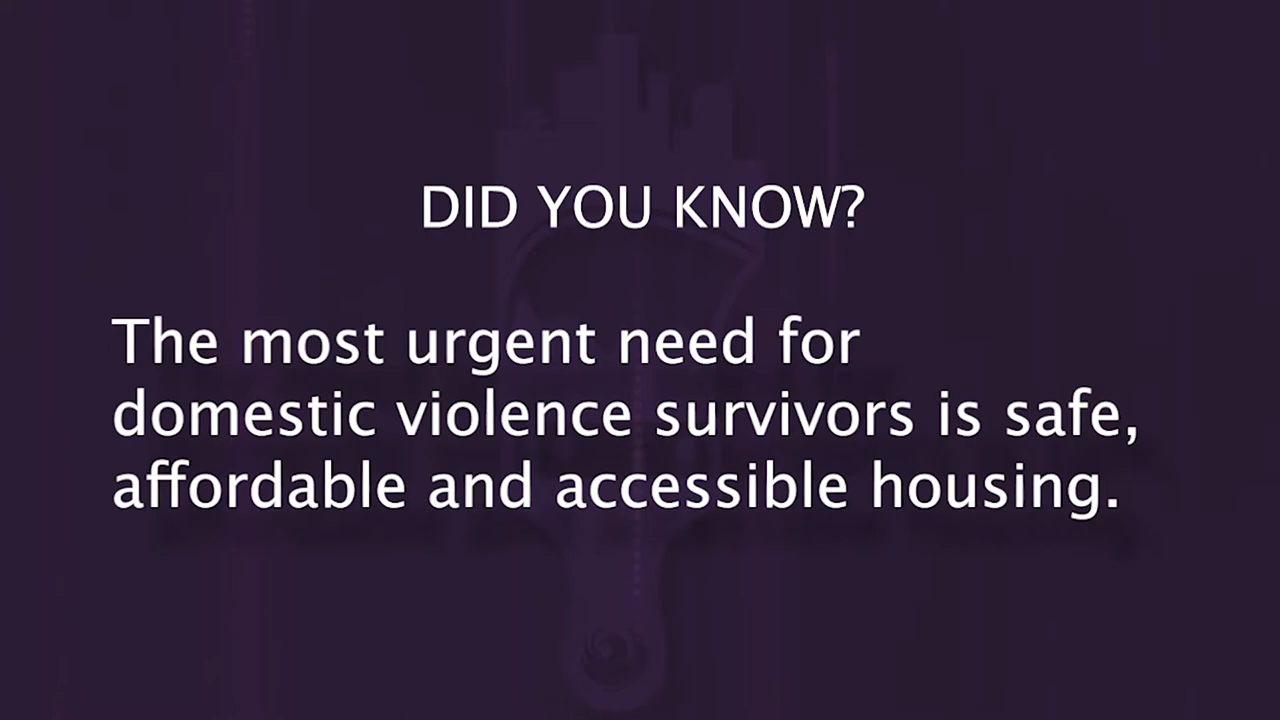 DID YOU KNOW?
The most urgent need for
domestic violence survivors is safe,
affordable and accessible housing.